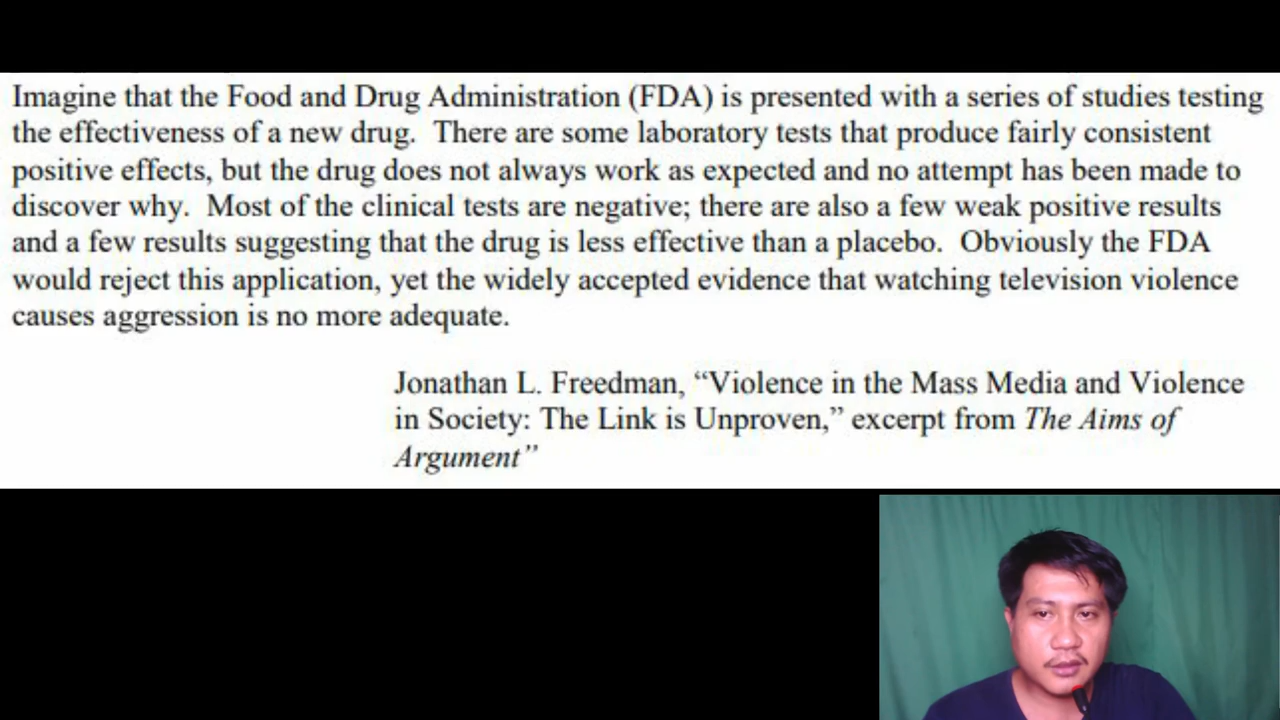 Imagine that the Food and Drug Administration (FDA) is presented with a series of studies testing
the effectiveness of a new drug.  There are some laboratory tests that produce fairly consistent
positive effects, but the drug does not always work as expected and no attempt has been made to
discover why.  Most of the clinical tests are negative; there are also a few weak positive results
and a few results suggesting that the drug is less effective than a placebo.  Obviously the FDA
would reject this application, yet the widely accepted evidence that watching television violence
causes aggression is no more adequate.
Jonathan L. Freedman, “Violence in the Mass Media and Violence
in Society: The Link is Unproven,” excerpt from The Aims of
Argument”